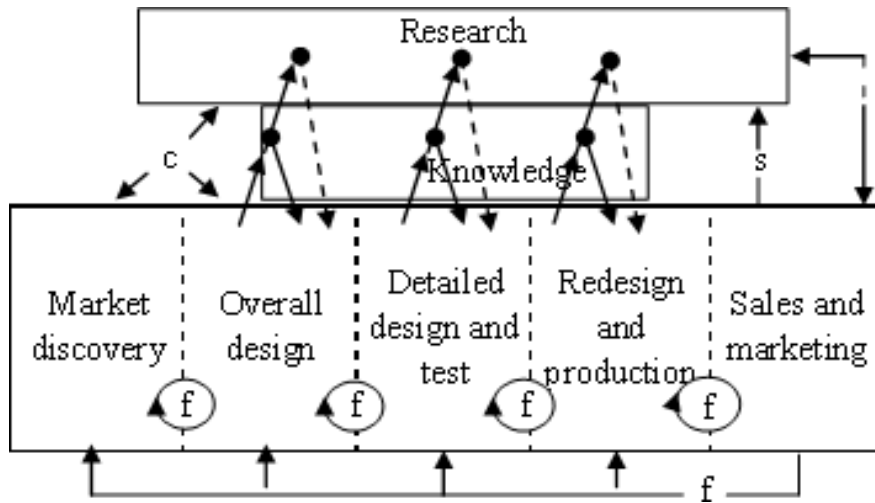 Research
Knowledge
c
s
Market
discovery
Overall
design
Detailed
design and
test
Redesign
and
production
Sales and
marketing
f
f
f
f
f